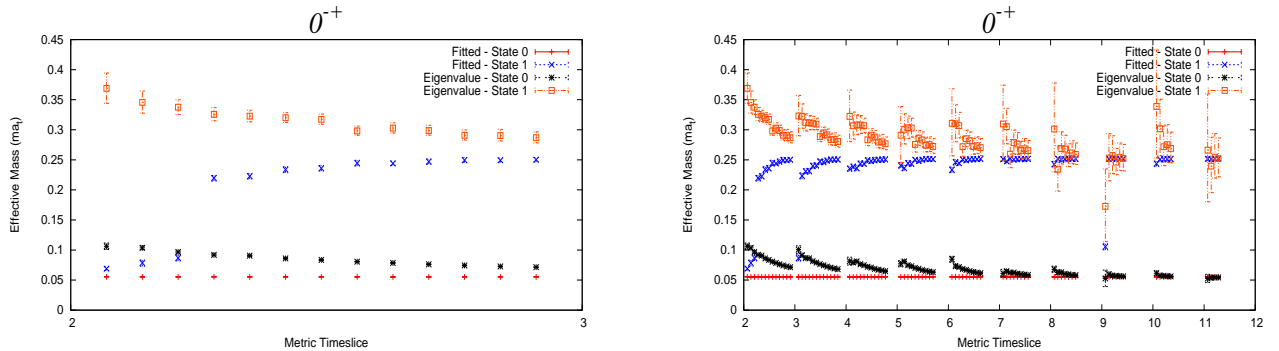 0⁻⁺
0.45
0.4
0.35
0.3
0.25
0.2
0.15
0.1
0.05
0
Effective Mass (maₜ)
Fitted - State 0
Fitted - State 1
Eigenvalue - State 0
Eigenvalue - State 1
2 3
Metric Timeslice
0⁻⁺
0.45
0.4
0.35
0.3
0.25
0.2
0.15
0.1
0.05
0
Effective Mass (maₜ)
Fitted - State 0
Fitted - State 1
Eigenvalue - State 0
Eigenvalue - State 1
2 3 4 5 6 7 8 9 10 11 12
Metric Timeslice